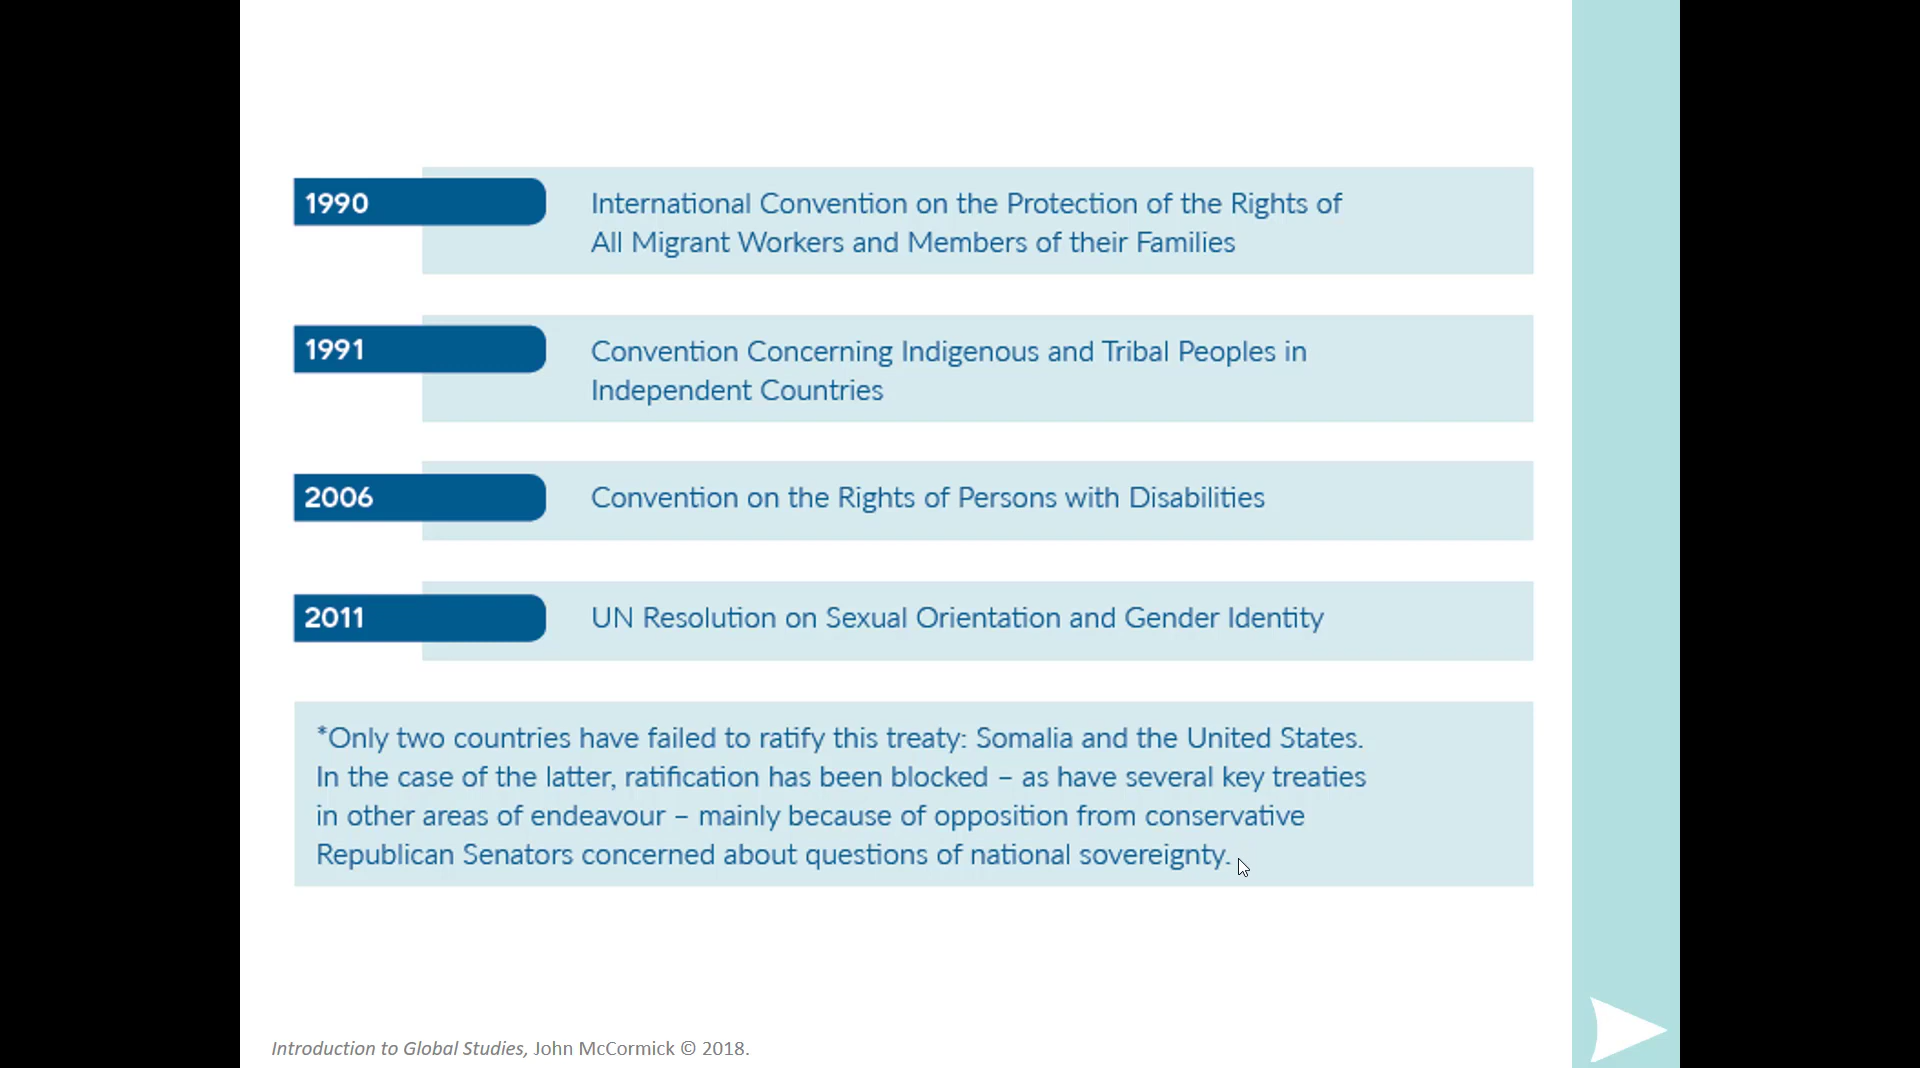 1990
International Convention on the Protection of the Rights of
All Migrant Workers and Members of their Families
1991
Convention Concerning Indigenous and Tribal Peoples in
Independent Countries
2006
Convention on the Rights of Persons with Disabilities
2011
UN Resolution on Sexual Orientation and Gender Identity
*Only two countries have failed to ratify this treaty: Somalia and the United States.
In the case of the latter, ratification has been blocked – as have several key treaties
in other areas of endeavour – mainly because of opposition from conservative
Republican Senators concerned about questions of national sovereignty.
Introduction to Global Studies, John McCormick © 2018.